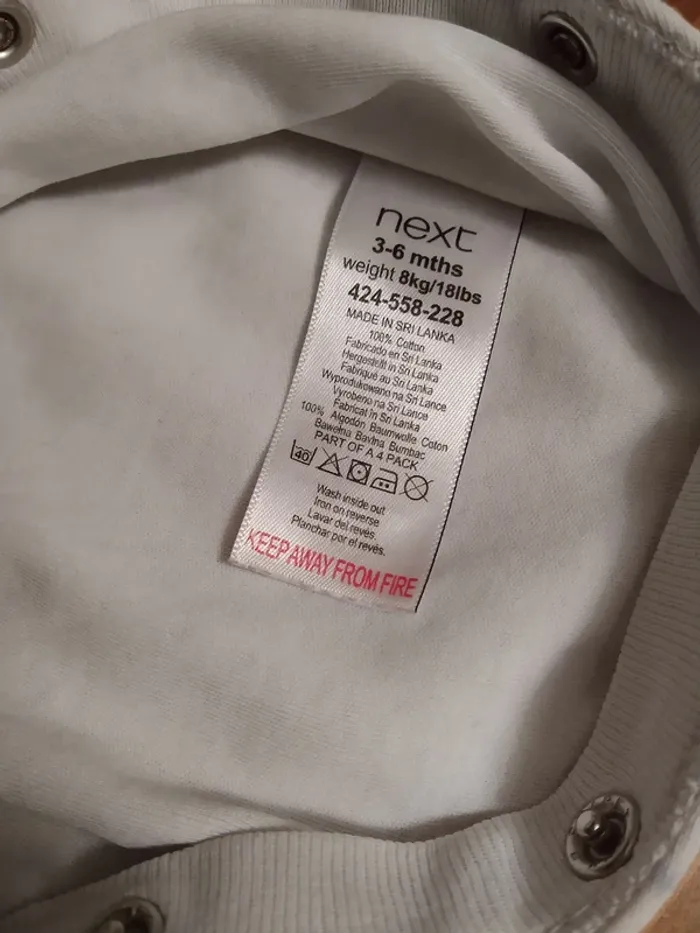 next
3-6 mths
weight 8kg/18lbs
424-558-228
MADE IN SRI LANKA
100% Cotton
Fabricado en Sri Lanka
Hergestellt in Sri Lanka
Fabriqué au Sri Lanka
Wyprodukowano na Sri Lance
Vyrobeno na Sri Lance
Fabricat in Sri Lanka
100% Algodón Baumwolle Coton
Bawełna Bavlna Bumbac
PART OF A 4 PACK
40
Wash inside out
Iron on reverse
Lavar del revés.
Planchar por el revés.
KEEP AWAY FROM FIRE